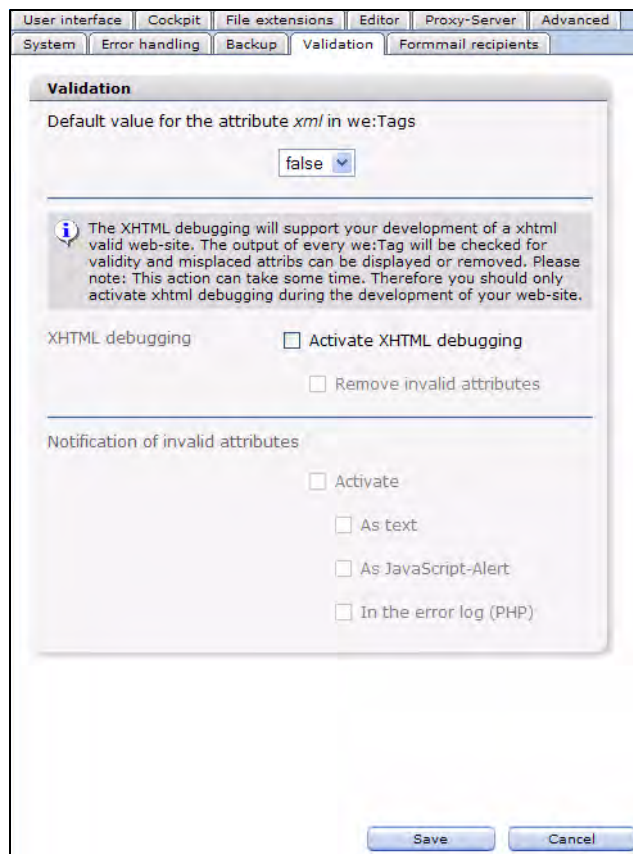 User interface Cockpit File extensions Editor Proxy-Server Advanced
System Error handling Backup Validation Formmail recipients
Validation
Default value for the attribute xml in we:Tags
false
The XHTML debugging will support your development of a xhtml
valid web-site. The output of every we:Tag will be checked for
validity and misplaced attribs can be displayed or removed. Please
note: This action can take some time. Therefore you should only
activate xhtml debugging during the development of your web-site.
XHTML debugging Activate XHTML debugging
Remove invalid attributes
Notification of invalid attributes
Activate
As text
As JavaScript-Alert
In the error log (PHP)
Save Cancel